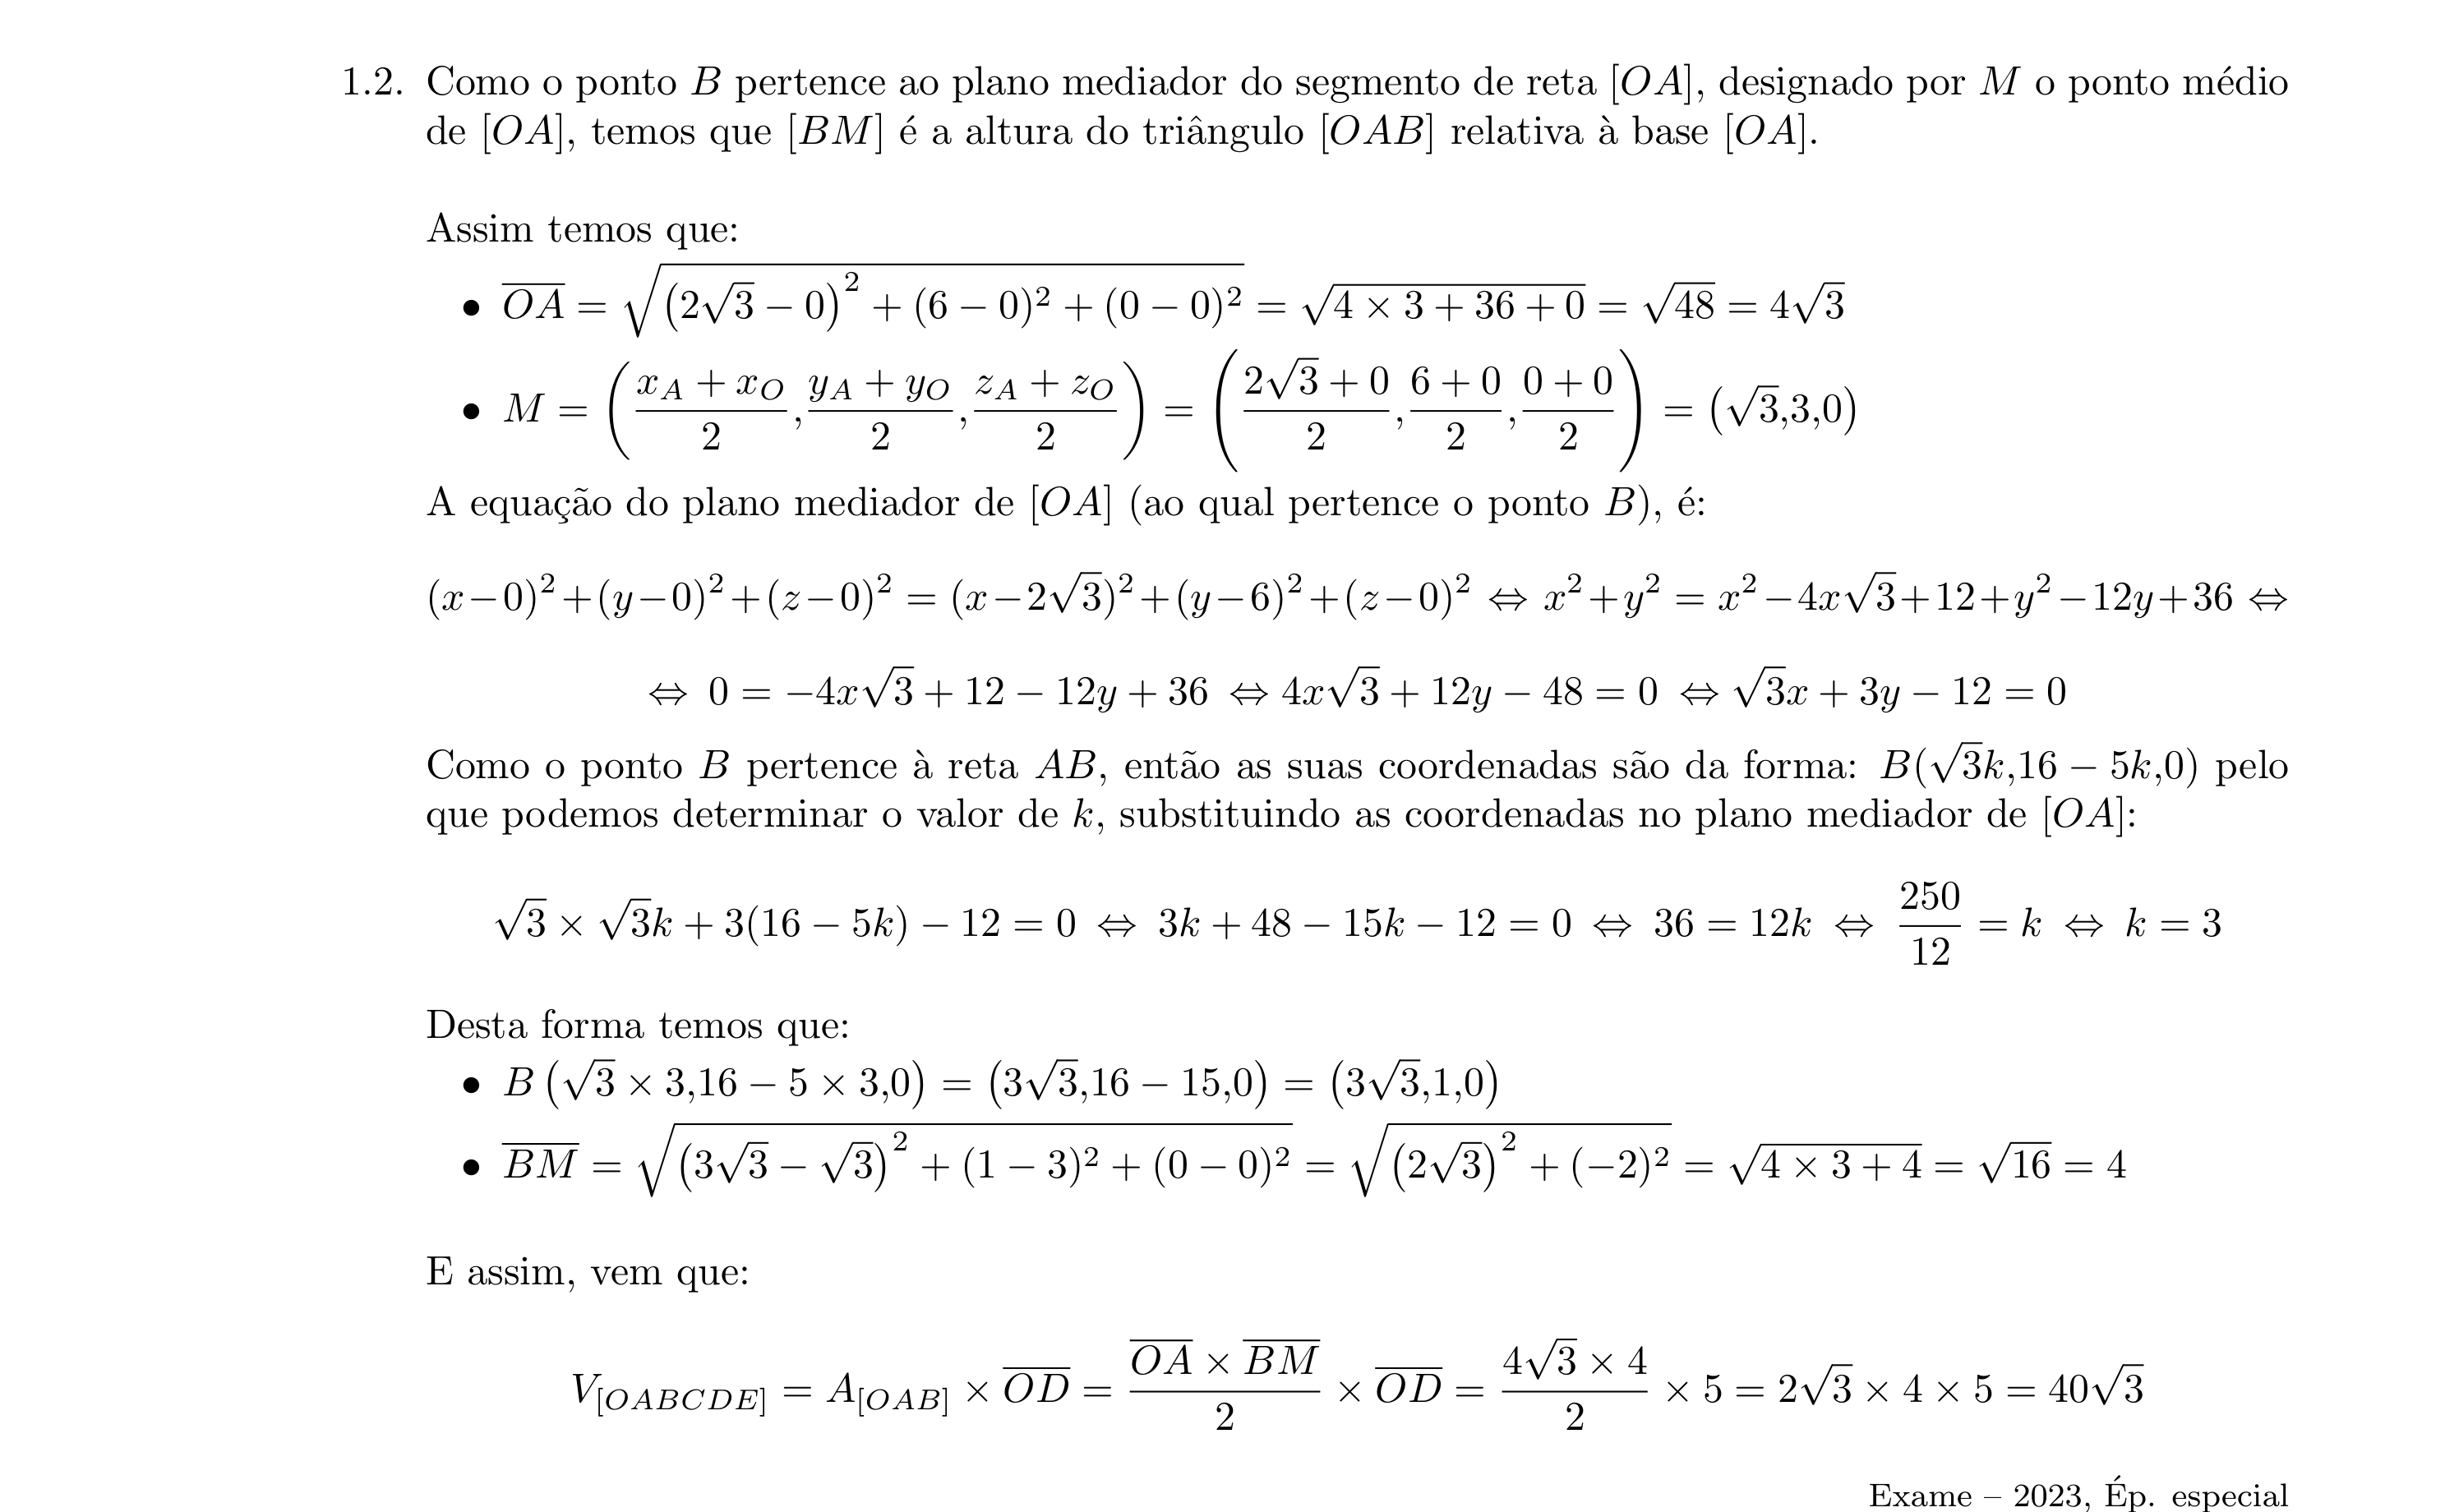 1.2. Como o ponto B pertence ao plano mediador do segmento de reta [OA], designado por M o ponto médio
de [OA], temos que [BM] é a altura do triângulo [OAB] relativa à base [OA].
Assim temos que:
• $\overline{OA} = \sqrt{\left(2\sqrt{3} - 0\right)^2 + (6 - 0)^2 + (0 - 0)^2} = \sqrt{4 \times 3 + 36 + 0} = \sqrt{48} = 4\sqrt{3}$
• $M = \left(\frac{x_A + x_O}{2}, \frac{y_A + y_O}{2}, \frac{z_A + z_O}{2}\right) = \left(\frac{2\sqrt{3} + 0}{2}, \frac{6 + 0}{2}, \frac{0 + 0}{2}\right) = \left(\sqrt{3},3,0\right)$
A equação do plano mediador de [OA] (ao qual pertence o ponto B), é:
$(x-0)^2+(y-0)^2+(z-0)^2 = (x-2\sqrt{3})^2+(y-6)^2+(z-0)^2 \Leftrightarrow x^2+y^2 = x^2-4x\sqrt{3}+12+y^2-12y+36 \Leftrightarrow$
$\Leftrightarrow 0 = -4x\sqrt{3} + 12 - 12y + 36 \Leftrightarrow 4x\sqrt{3} + 12y - 48 = 0 \Leftrightarrow \sqrt{3}x + 3y - 12 = 0$
Como o ponto B pertence à reta AB, então as suas coordenadas são da forma: $B(\sqrt{3}k,16 - 5k,0)$ pelo
que podemos determinar o valor de k, substituindo as coordenadas no plano mediador de [OA]:
$\sqrt{3} \times \sqrt{3}k + 3(16 - 5k) - 12 = 0 \Leftrightarrow 3k + 48 - 15k - 12 = 0 \Leftrightarrow 36 = 12k \Leftrightarrow \frac{250}{12} = k \Leftrightarrow k = 3$
Desta forma temos que:
• $B\left(\sqrt{3} \times 3,16 - 5 \times 3,0\right) = \left(3\sqrt{3},16 - 15,0\right) = \left(3\sqrt{3},1,0\right)$
• $\overline{BM} = \sqrt{\left(3\sqrt{3} - \sqrt{3}\right)^2 + (1 - 3)^2 + (0 - 0)^2} = \sqrt{\left(2\sqrt{3}\right)^2 + (-2)^2} = \sqrt{4 \times 3 + 4} = \sqrt{16} = 4$
E assim, vem que:
$V_{[OABCDE]} = A_{[OAB]} \times \overline{OD} = \frac{\overline{OA} \times \overline{BM}}{2} \times \overline{OD} = \frac{4\sqrt{3} \times 4}{2} \times 5 = 2\sqrt{3} \times 4 \times 5 = 40\sqrt{3}$
Exame – 2023, Ép. especial